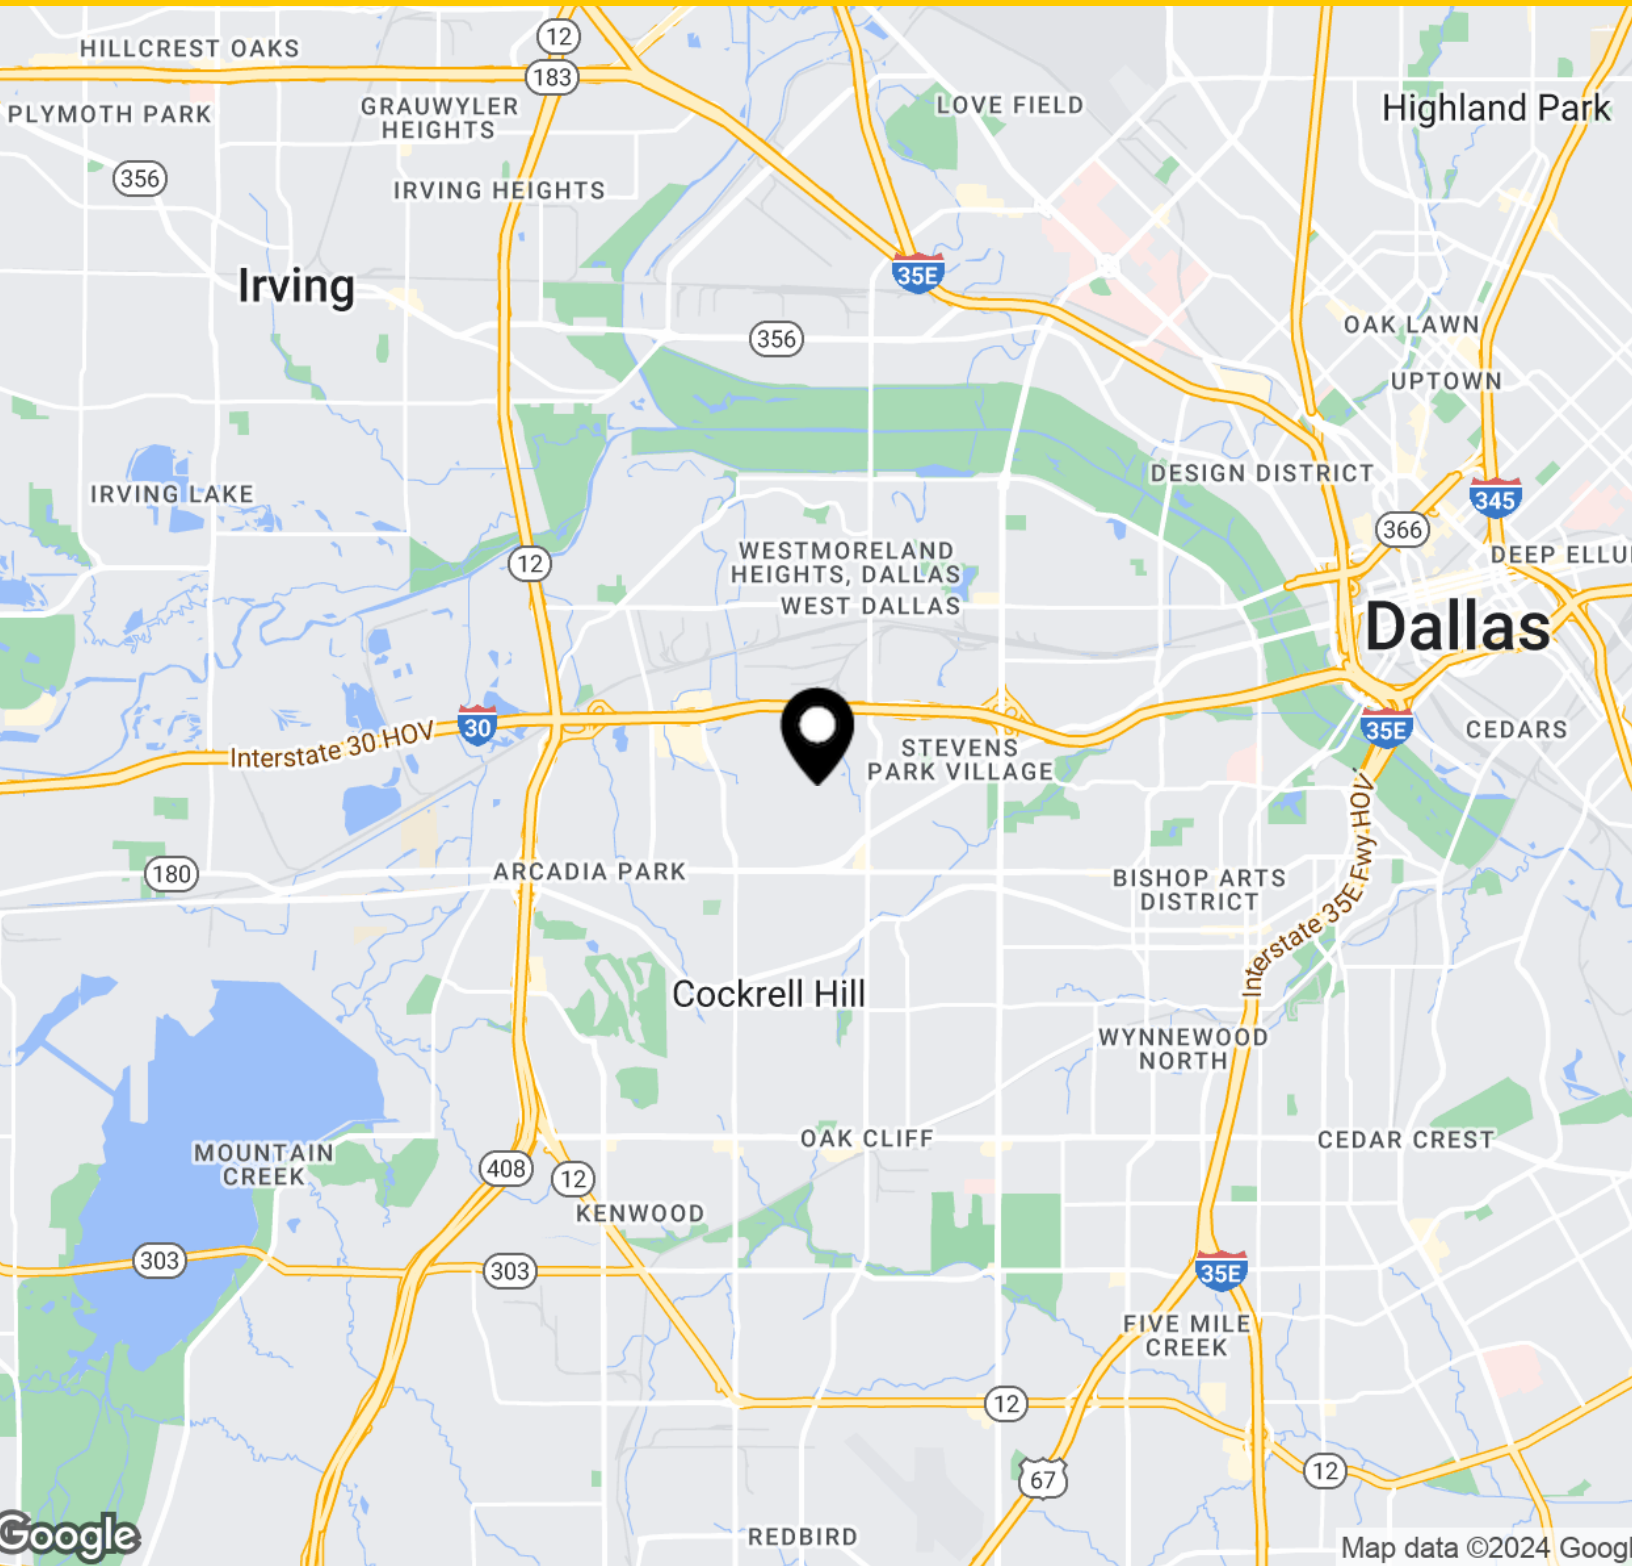 12
HILLCREST OAKS
183
PLYMOTH PARK
GRAUWYLER
HEIGHTS
LOVE FIELD
Highland Park
356
IRVING HEIGHTS
Irving
35E
356
OAK LAWN
UPTOWN
DESIGN DISTRICT
IRVING LAKE
345
366
12
WESTMORELAND
HEIGHTS, DALLAS
DEEP ELLU
WEST DALLAS
Dallas
30
Interstate 30 HOV
35E
CEDARS
STEVENS
PARK VILLAGE
Interstate 35E Fwy HOV
180
ARCADIA PARK
BISHOP ARTS
DISTRICT
Cockrell Hill
WYNNEWOOD
NORTH
OAK CLIFF
CEDAR CREST
MOUNTAIN
CREEK
408
12
KENWOOD
303
303
35E
FIVE MILE
CREEK
12
12
67
REDBIRD
Google
Map data ©2024 Googl